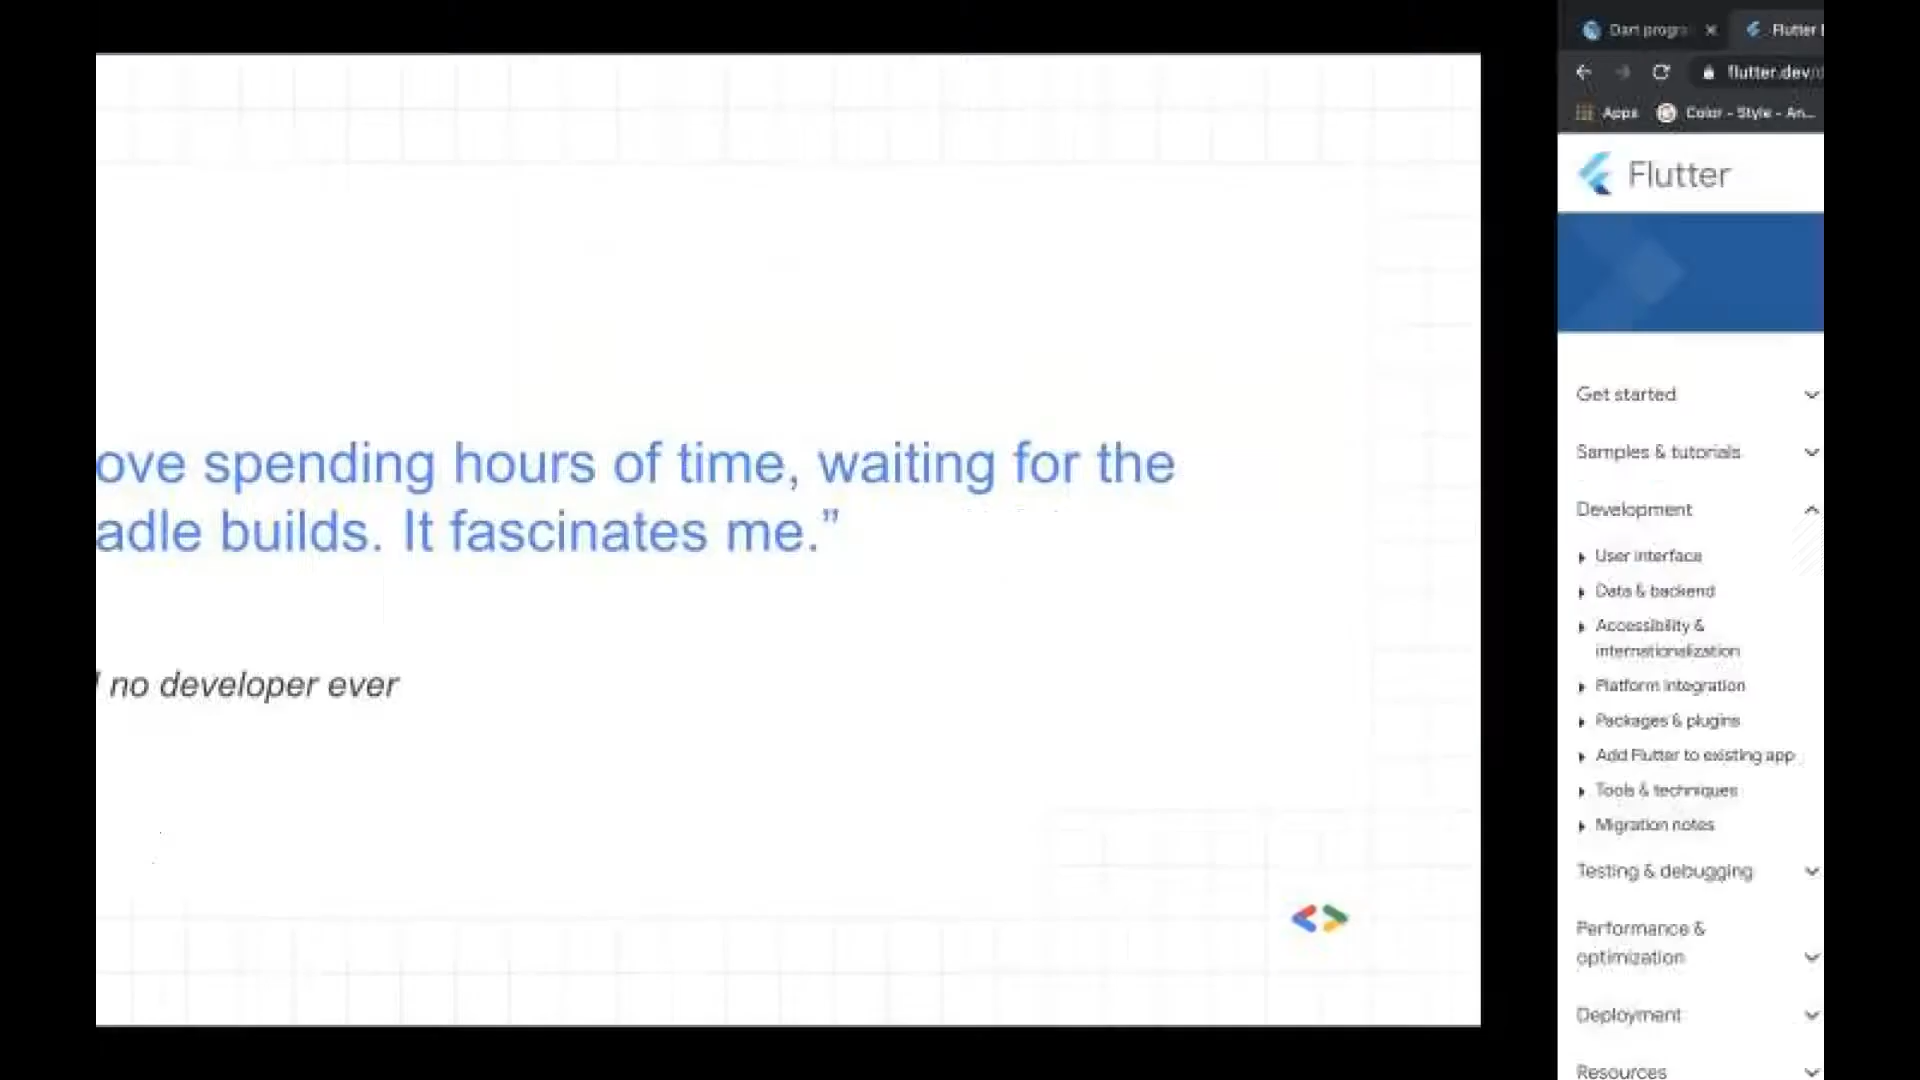 ove spending hours of time, waiting for the
adle builds. It fascinates me.”
no developer ever
Dart progr
Flutter
flutter.dev
Apps
Color - Style - An...
Flutter
Get started
Samples & tutorials
Development
User interface
Data & backend
Accessibility &
internationalization
Platform integration
Packages & plugins
Add Flutter to existing app
Tools & techniques
Migration notes
Testing & debugging
Performance &
optimization
Deployment
Resources